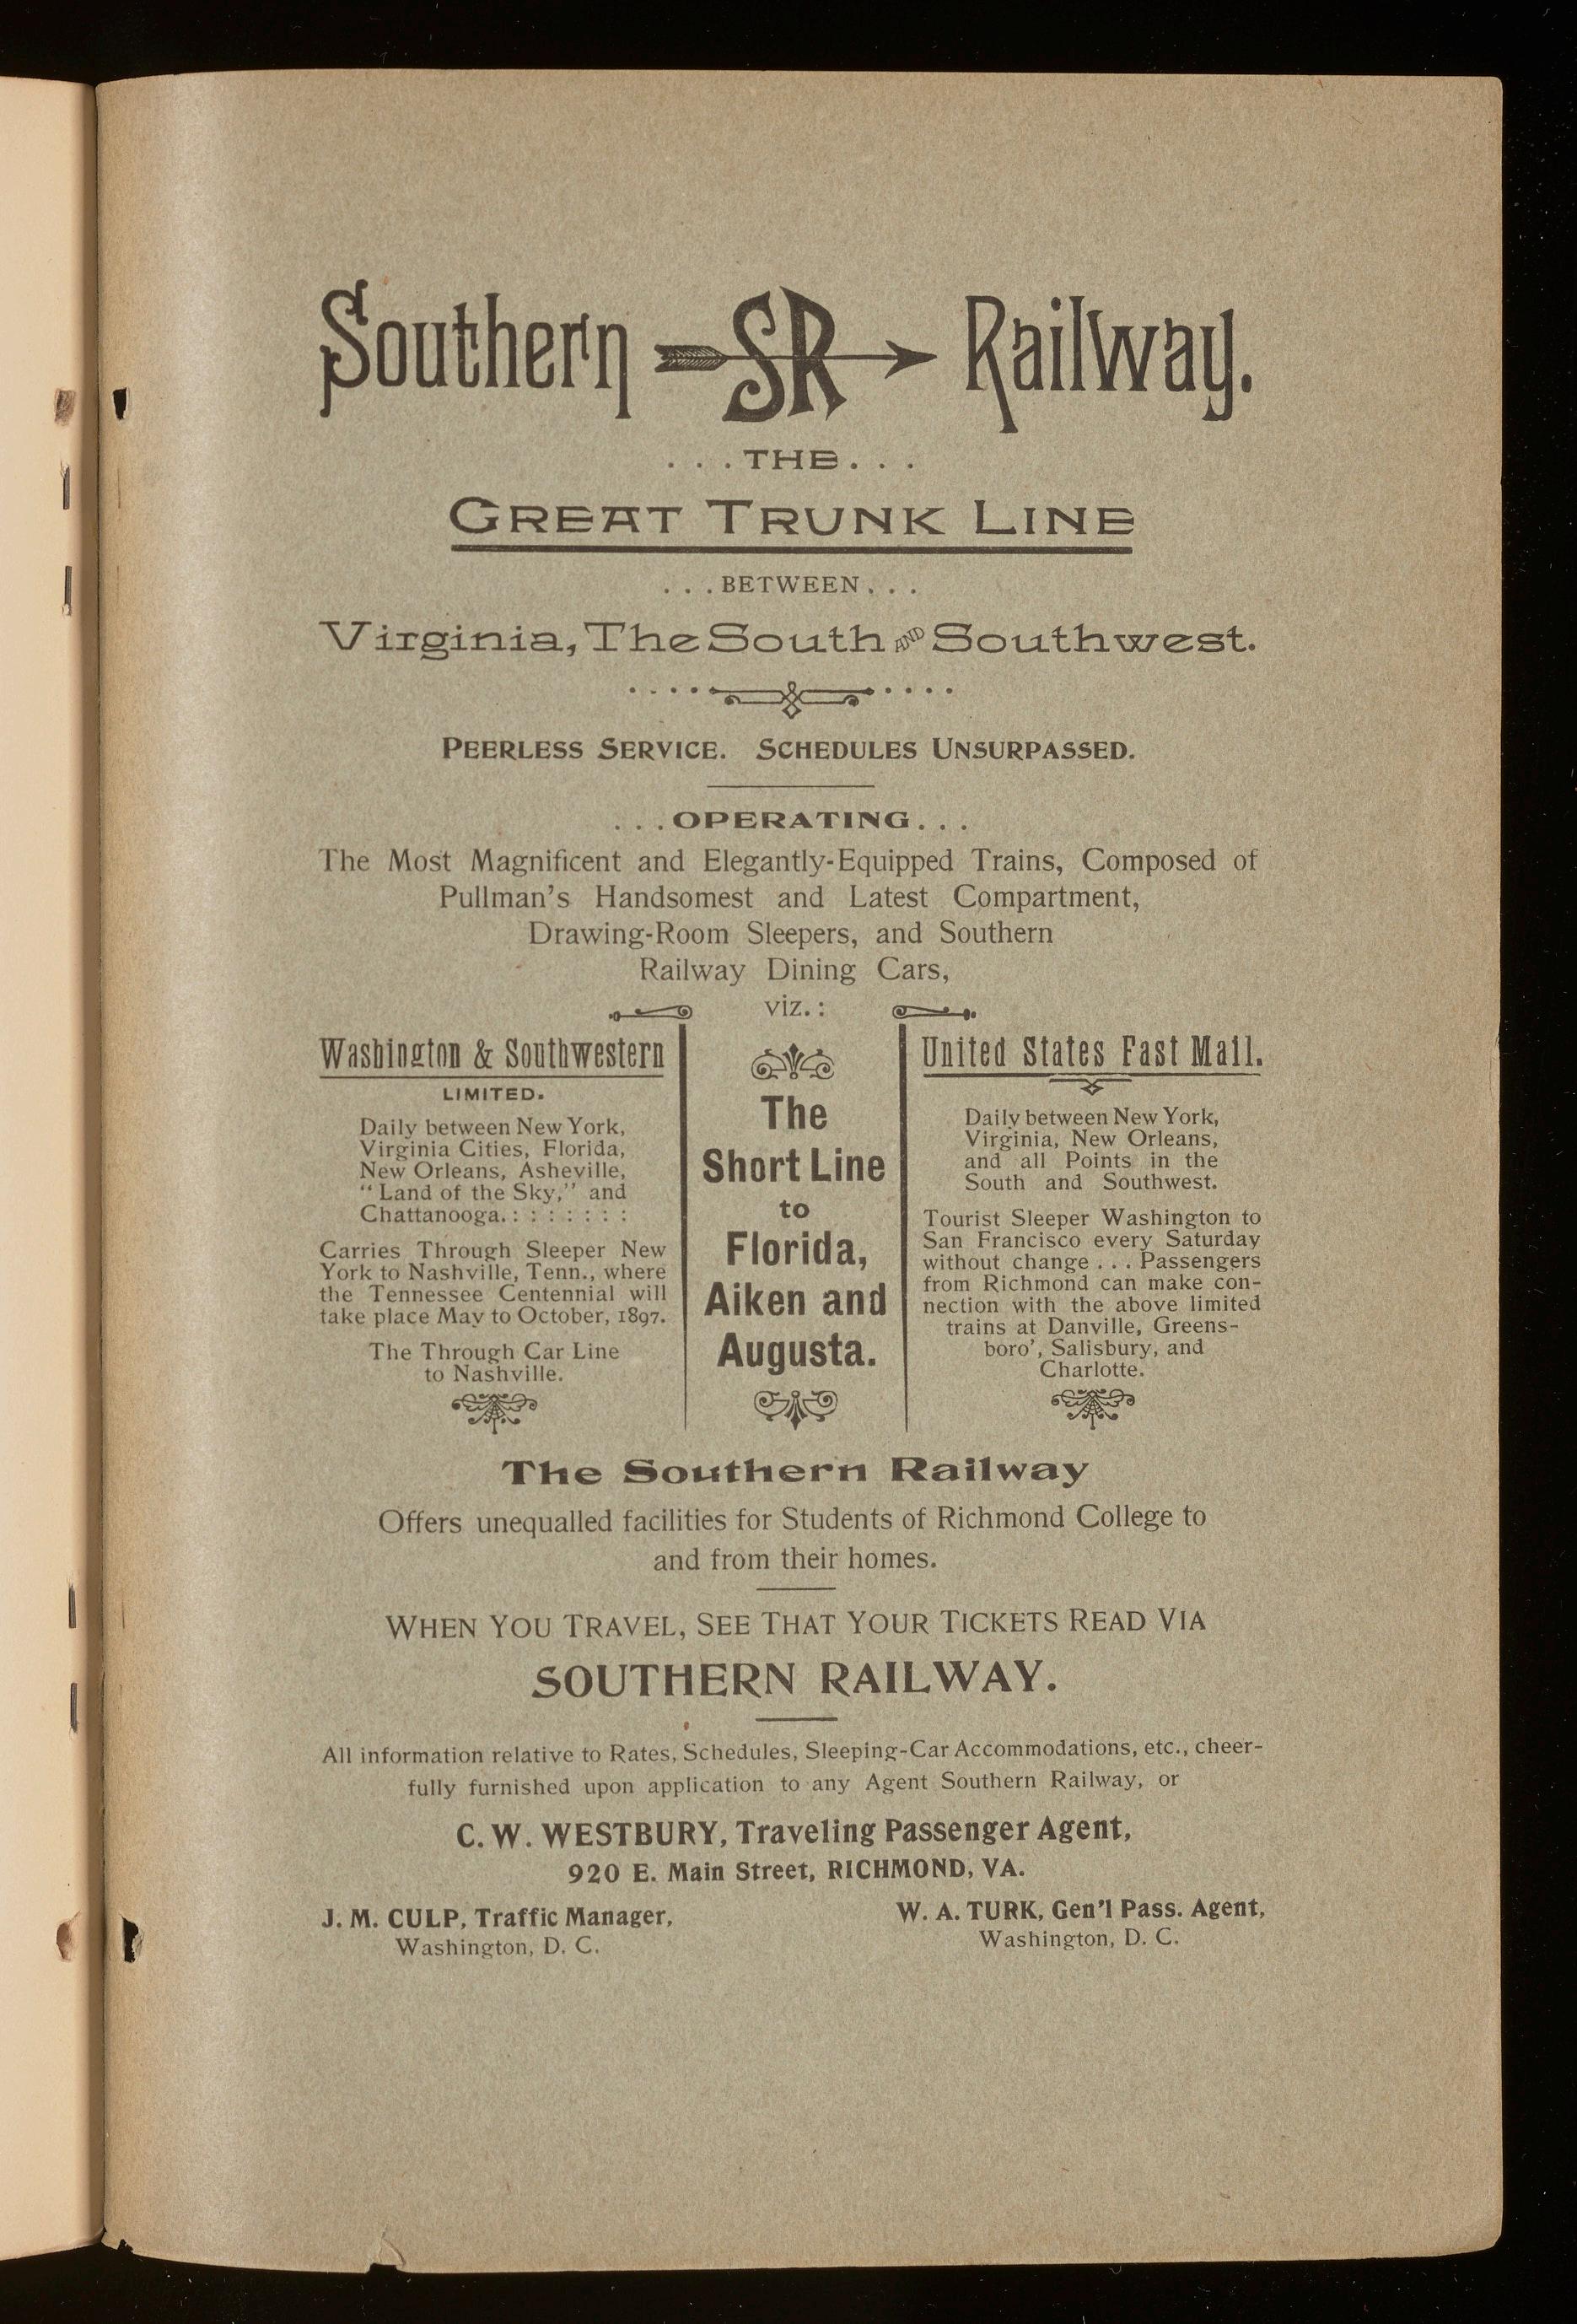 Southern SR Railway.
. . . THE . . .
GREAT TRUNK LINE
. . . BETWEEN . . .
Virginia, The South AND Southwest.
PEERLESS SERVICE. SCHEDULES UNSURPASSED.
. . . OPERATING . . .
The Most Magnificent and Elegantly-Equipped Trains, Composed of
Pullman's Handsomest and Latest Compartment,
Drawing-Room Sleepers, and Southern
Railway Dining Cars,
viz. :
Washington & Southwestern
LIMITED.
Daily between New York,
Virginia Cities, Florida,
New Orleans, Asheville,
"Land of the Sky," and
Chattanooga. : : : : : : :
Carries Through Sleeper New
York to Nashville, Tenn., where
the Tennessee Centennial will
take place May to October, 1897.
The Through Car Line
to Nashville.
The
Short Line
to
Florida,
Aiken and
Augusta.
United States Fast Mail.
Daily between New York,
Virginia, New Orleans,
and all Points in the
South and Southwest.
Tourist Sleeper Washington to
San Francisco every Saturday
without change . . . Passengers
from Richmond can make con-
nection with the above limited
trains at Danville, Greens-
boro', Salisbury, and
Charlotte.
The Southern Railway
Offers unequalled facilities for Students of Richmond College to
and from their homes.
WHEN YOU TRAVEL, SEE THAT YOUR TICKETS READ VIA
SOUTHERN RAILWAY.
All information relative to Rates, Schedules, Sleeping-Car Accommodations, etc., cheer-
fully furnished upon application to any Agent Southern Railway, or
C. W. WESTBURY, Traveling Passenger Agent,
920 E. Main Street, RICHMOND, VA.
J. M. CULP, Traffic Manager,
Washington, D. C.
W. A. TURK, Gen'l Pass. Agent,
Washington, D. C.